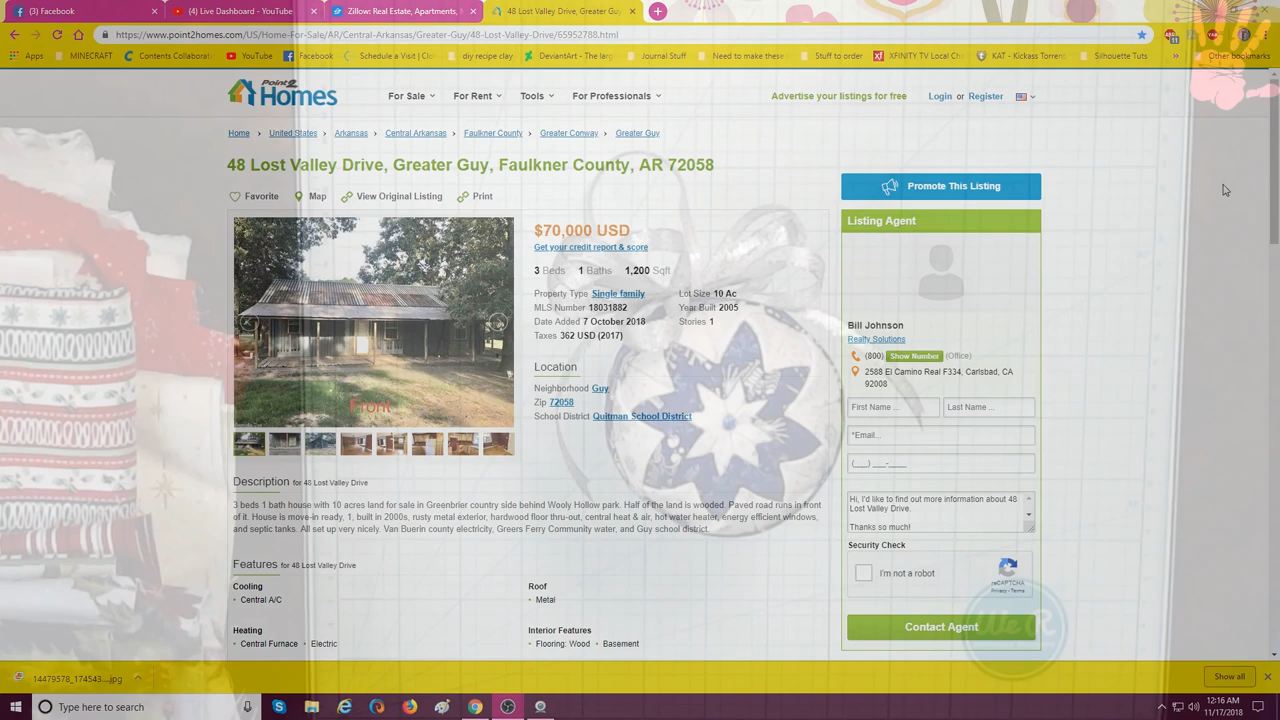 (3) Facebook
(4) Live Dashboard - YouTube
Zillow: Real Estate, Apartments,
48 Lost Valley Drive, Greater Guy
https://www.point2homes.com/US/Home-For-Sale/AR/Central-Arkansas/Greater-Guy/48-Lost-Valley-Drive/65952788.html
Apps MINECRAFT Contents Collaborat YouTube Facebook Schedule a Visit | Clo diy recipe clay DeviantArt - The larg Journal Stuff Need to make these Stuff to order XFINITY TV Local Ch KAT - Kickass Torren Silhouette Tuts Other bookmarks
Point2 Homes
For Sale For Rent Tools For Professionals Advertise your listings for free Login or Register
Home > United States > Arkansas > Central Arkansas > Faulkner County > Greater Conway > Greater Guy
48 Lost Valley Drive, Greater Guy, Faulkner County, AR 72058
Favorite Map View Original Listing Print
Promote This Listing
Front
$70,000 USD
Get your credit report & score
3 Beds 1 Baths 1,200 Sqft
Property Type Single family Lot Size 10 Ac
MLS Number 18031882 Year Built 2005
Date Added 7 October 2018 Stories 1
Taxes 362 USD (2017)
Location
Neighborhood Guy
Zip 72058
School District Quitman School District
Listing Agent
Bill Johnson
Realty Solutions
(800) Show Number (Office)
2588 El Camino Real F334, Carlsbad, CA
92008
First Name ... Last Name ...
*Email...
(___) ___-____
Hi, I'd like to find out more information about 48
Lost Valley Drive.
Thanks so much!
Security Check
I'm not a robot
reCAPTCHA
Privacy - Terms
Contact Agent
Description for 48 Lost Valley Drive
3 beds 1 bath house with 10 acres land for sale in Greenbrier country side behind Wooly Hollow park. Half of the land is wooded. Paved road runs in front
of it. House is move-in ready, 1, built in 2000s, rusty metal exterior, hardwood floor thru-out, central heat & air, hot water heater, energy efficient windows,
and septic tanks. All set up very nicely. Van Buern county electricity, Greers Ferry Community water, and Guy school district.
Features for 48 Lost Valley Drive
Cooling
• Central A/C
Roof
• Metal
Heating
• Central Furnace • Electric
Interior Features
• Flooring: Wood • Basement
14479578_174543....jpg
Show all
Type here to search
12:16 AM
11/17/2018